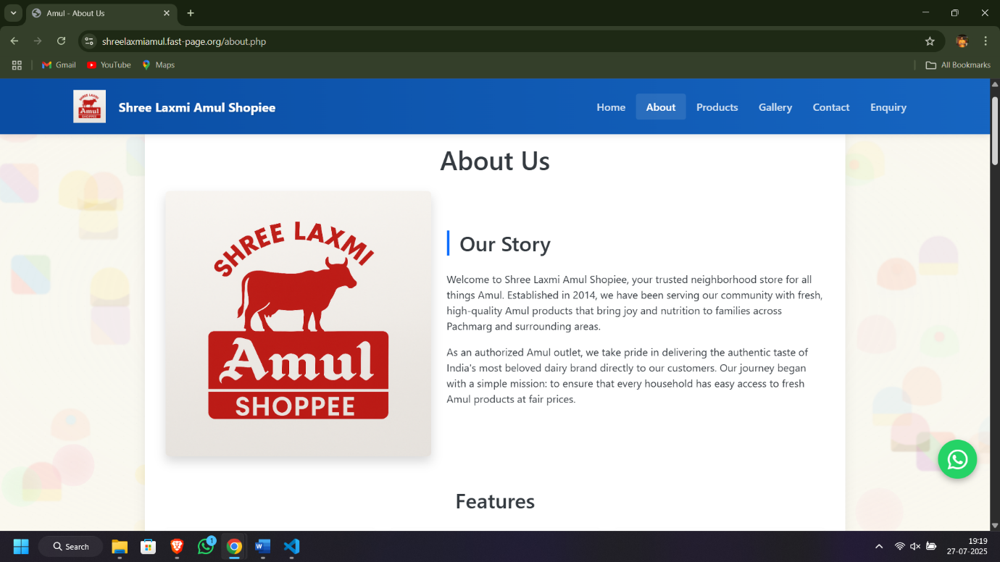 Amul - About Us
shreelaxmiamul.fast-page.org/about.php
Gmail YouTube Maps All Bookmarks
Amul SHOPPEE
Shree Laxmi Amul Shopiee
Home About Products Gallery Contact Enquiry
About Us
SHREE LAXMI
Amul
SHOPPEE
Our Story
Welcome to Shree Laxmi Amul Shopiee, your trusted neighborhood store for all
things Amul. Established in 2014, we have been serving our community with fresh,
high-quality Amul products that bring joy and nutrition to families across
Pachmarg and surrounding areas.
As an authorized Amul outlet, we take pride in delivering the authentic taste of
India's most beloved dairy brand directly to our customers. Our journey began
with a simple mission: to ensure that every household has easy access to fresh
Amul products at fair prices.
Features
Search
1
W
19:19
27-07-2025